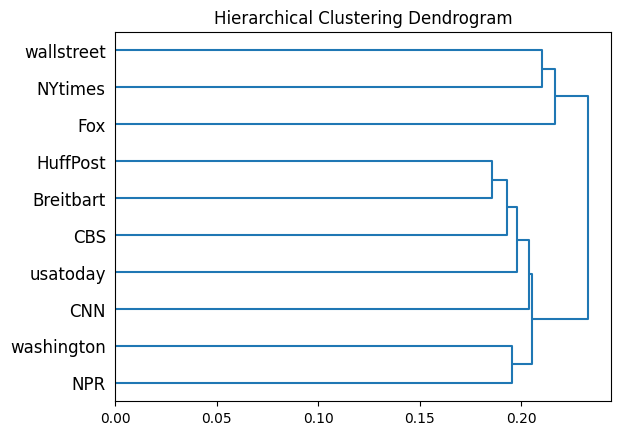 Hierarchical Clustering Dendrogram
wallstreet
NYtimes
Fox
HuffPost
Breitbart
CBS
usatoday
CNN
washington
NPR
0.00 0.05 0.10 0.15 0.20